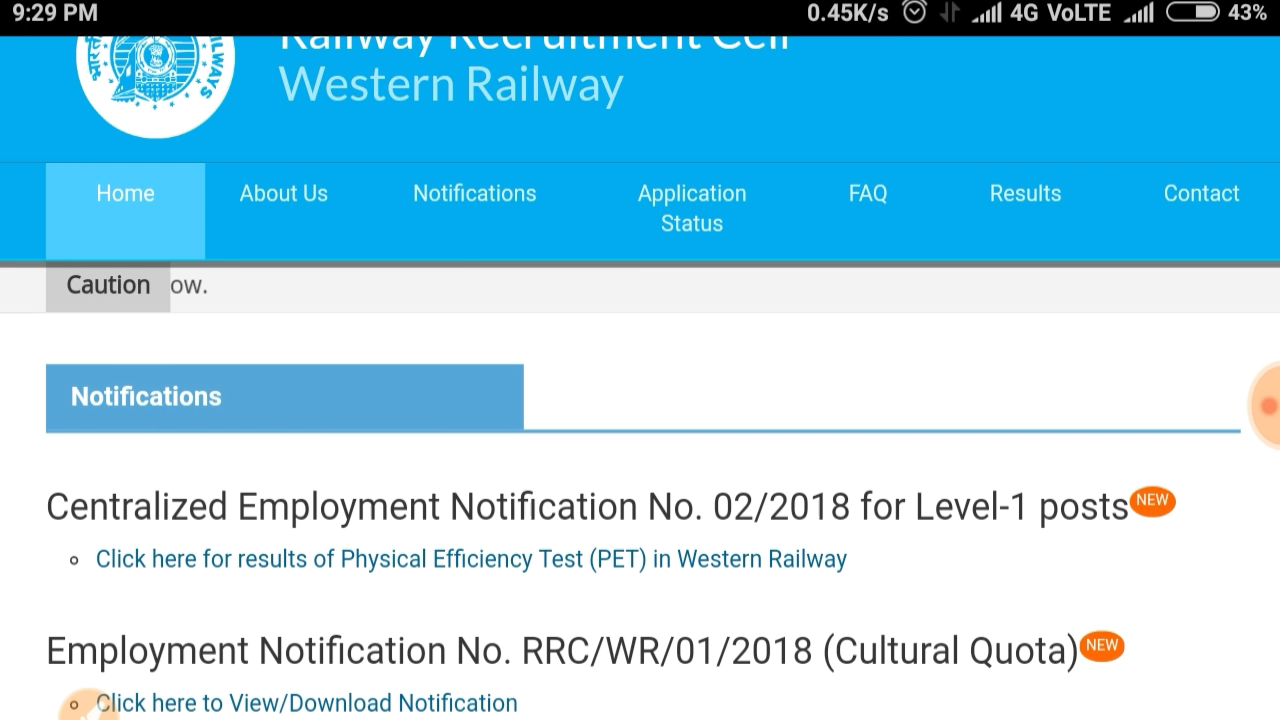 9:29 PM 0.45K/s 4G VoLTE 43%
Railway Recruitment Cell
Western Railway
Home About Us Notifications Application Status FAQ Results Contact
Caution ow.
Notifications
Centralized Employment Notification No. 02/2018 for Level-1 posts NEW
Click here for results of Physical Efficiency Test (PET) in Western Railway
Employment Notification No. RRC/WR/01/2018 (Cultural Quota) NEW
Click here to View/Download Notification